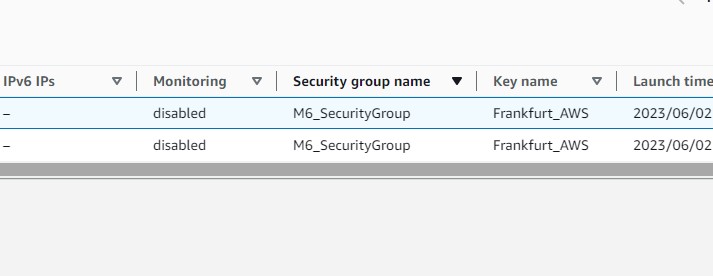 IPv6 IPs Monitoring Security group name Key name Launch time
– disabled M6_SecurityGroup Frankfurt_AWS 2023/06/02
– disabled M6_SecurityGroup Frankfurt_AWS 2023/06/02